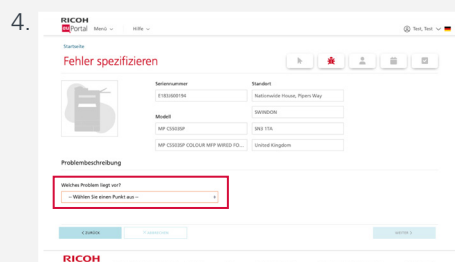 4.
RICOH
eu Portal Menü Hilfe Test, Test
Startseite
Fehler spezifizieren
Seriennummer Standort
E183J600194 Nationwide House, Pipers Way
SWINDON
Modell
MP C5503SP SN3 1TA
MP C5503SP COLOUR MFP WIRED FO... United Kingdom
Problembeschreibung
Welches Problem liegt vor?
-- Wählen Sie einen Punkt aus --
< ZURÜCK WEITER >
RICOH